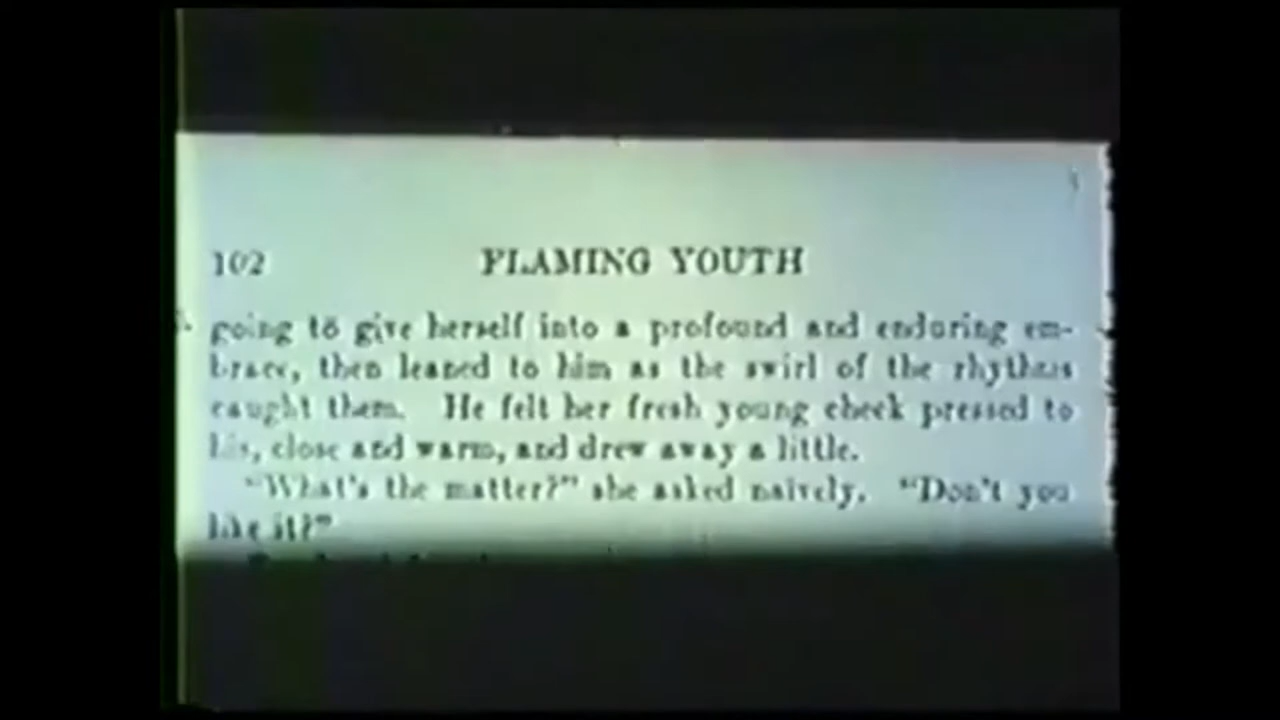 102 FLAMING YOUTH
going to give herself into a profound and enduring em-
brace, then leaned to him as the swirl of the rhythms
caught them. He felt her fresh young cheek pressed to
his, close and warm, and drew away a little.
"What's the matter?" she asked naively. "Don't you
like it?"